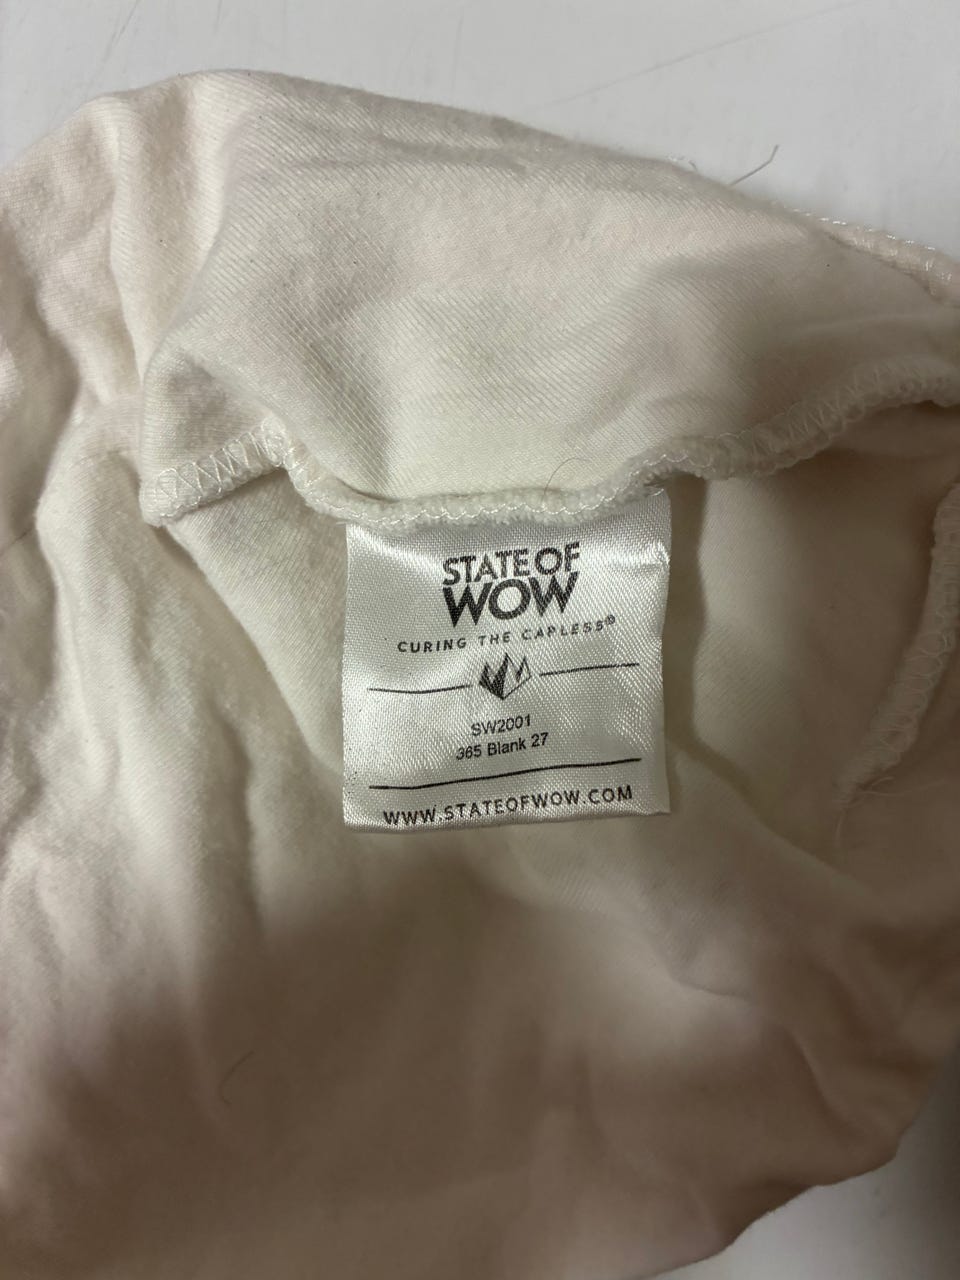 STATE OF
WOW
CURING THE CAPLESS®
SW2001
365 Blank 27
WWW.STATEOFWOW.COM